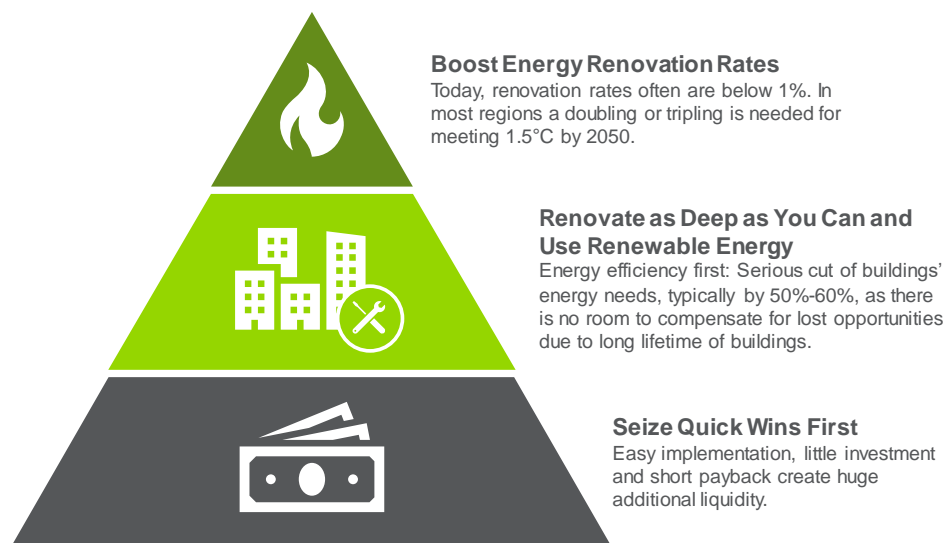 Boost Energy Renovation Rates
Today, renovation rates often are below 1%. In
most regions a doubling or tripling is needed for
meeting 1.5°C by 2050.
Renovate as Deep as You Can and
Use Renewable Energy
Energy efficiency first: Serious cut of buildings’
energy needs, typically by 50%-60%, as there
is no room to compensate for lost opportunities
due to long lifetime of buildings.
Seize Quick Wins First
Easy implementation, little investment
and short payback create huge
additional liquidity.